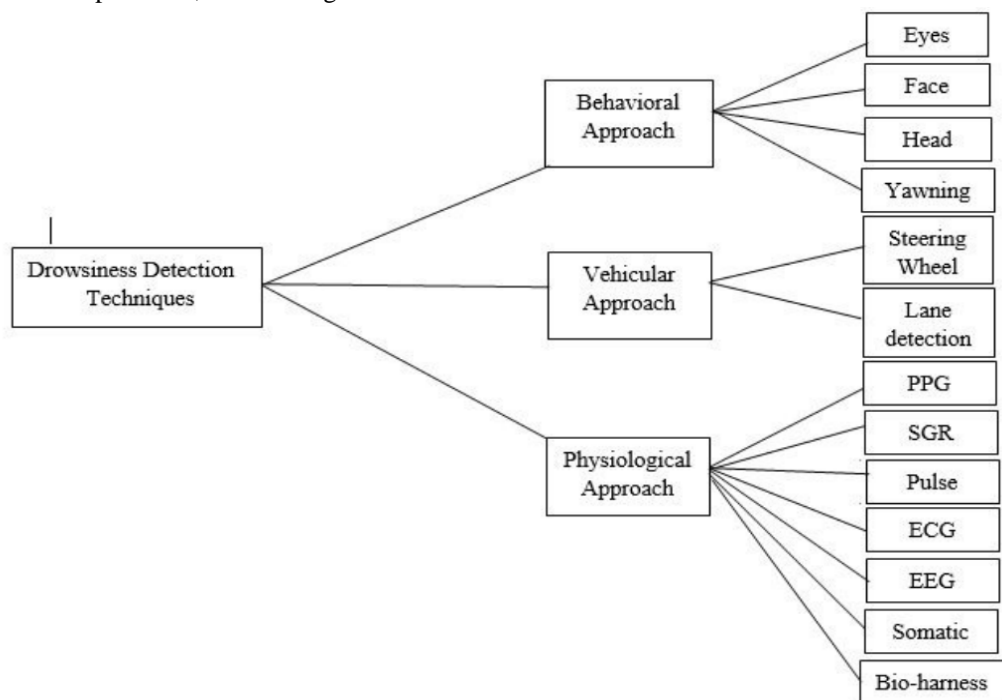 Eyes
Behavioral
Approach
Face
Head
Yawning
Drowsiness Detection
Techniques
Vehicular
Approach
Steering
Wheel
Lane
detection
Physiological
Approach
PPG
SGR
Pulse
ECG
EEG
Somatic
Bio-harness